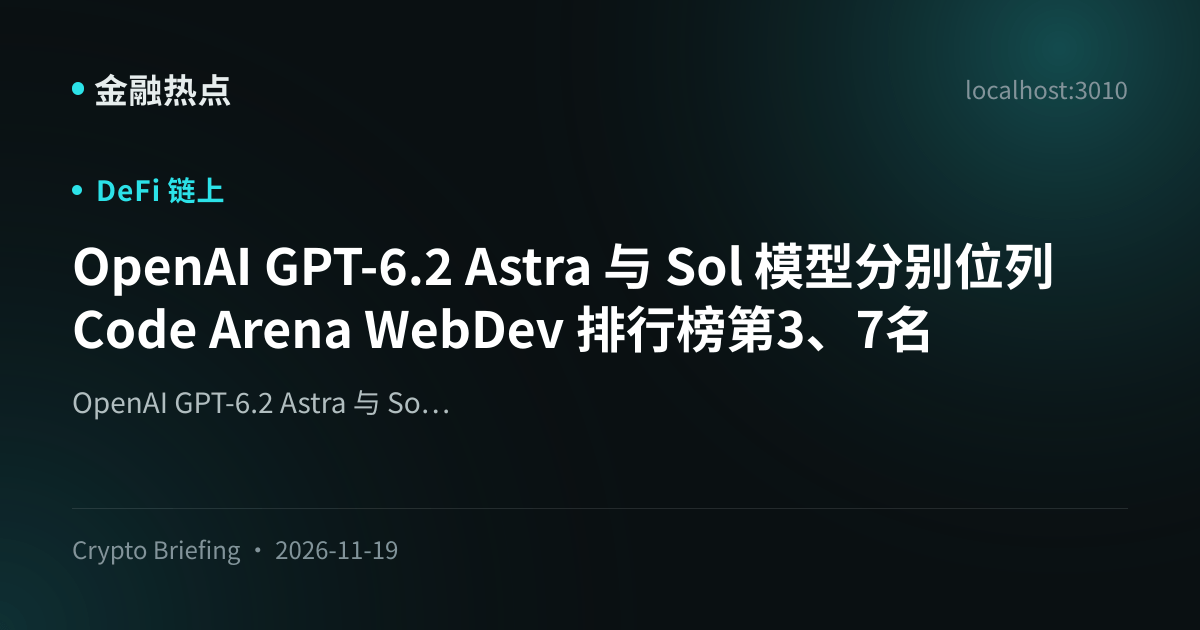 金融热点
localhost:3010
DeFi 链上
OpenAI GPT-6.2 Astra 与 Sol 模型分别位列
Code Arena WebDev 排行榜第3、7名
OpenAI GPT-6.2 Astra 与 So…
Crypto Briefing · 2026-11-19